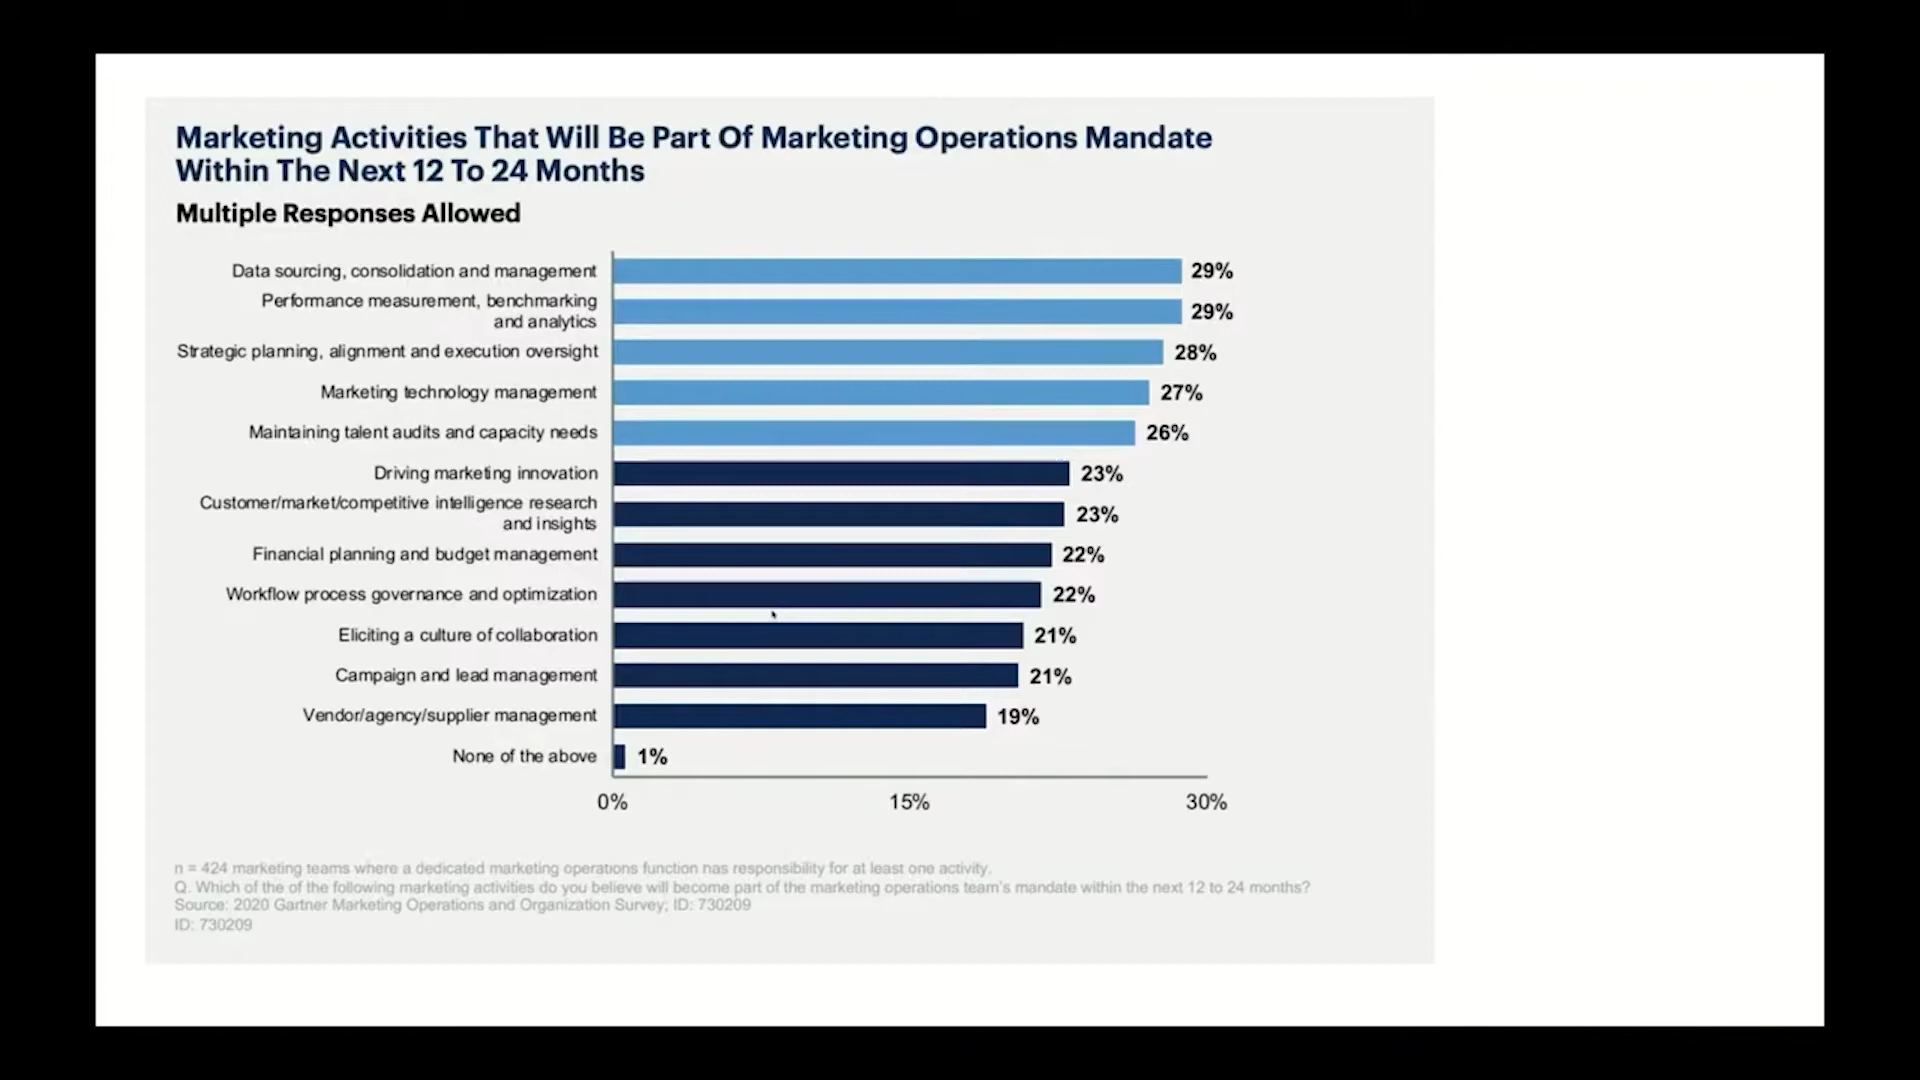 Marketing Activities That Will Be Part Of Marketing Operations Mandate
Within The Next 12 To 24 Months
Multiple Responses Allowed
Data sourcing, consolidation and management 29%
Performance measurement, benchmarking
and analytics 29%
Strategic planning, alignment and execution oversight 28%
Marketing technology management 27%
Maintaining talent audits and capacity needs 26%
Driving marketing innovation 23%
Customer/market/competitive intelligence research
and insights 23%
Financial planning and budget management 22%
Workflow process governance and optimization 22%
Eliciting a culture of collaboration 21%
Campaign and lead management 21%
Vendor/agency/supplier management 19%
None of the above 1%
0% 15% 30%
n = 424 marketing teams where a dedicated marketing operations function has responsibility for at least one activity.
Q. Which of the of the following marketing activities do you believe will become part of the marketing operations team's mandate within the next 12 to 24 months?
Source: 2020 Gartner Marketing Operations and Organization Survey; ID: 730209
ID: 730209